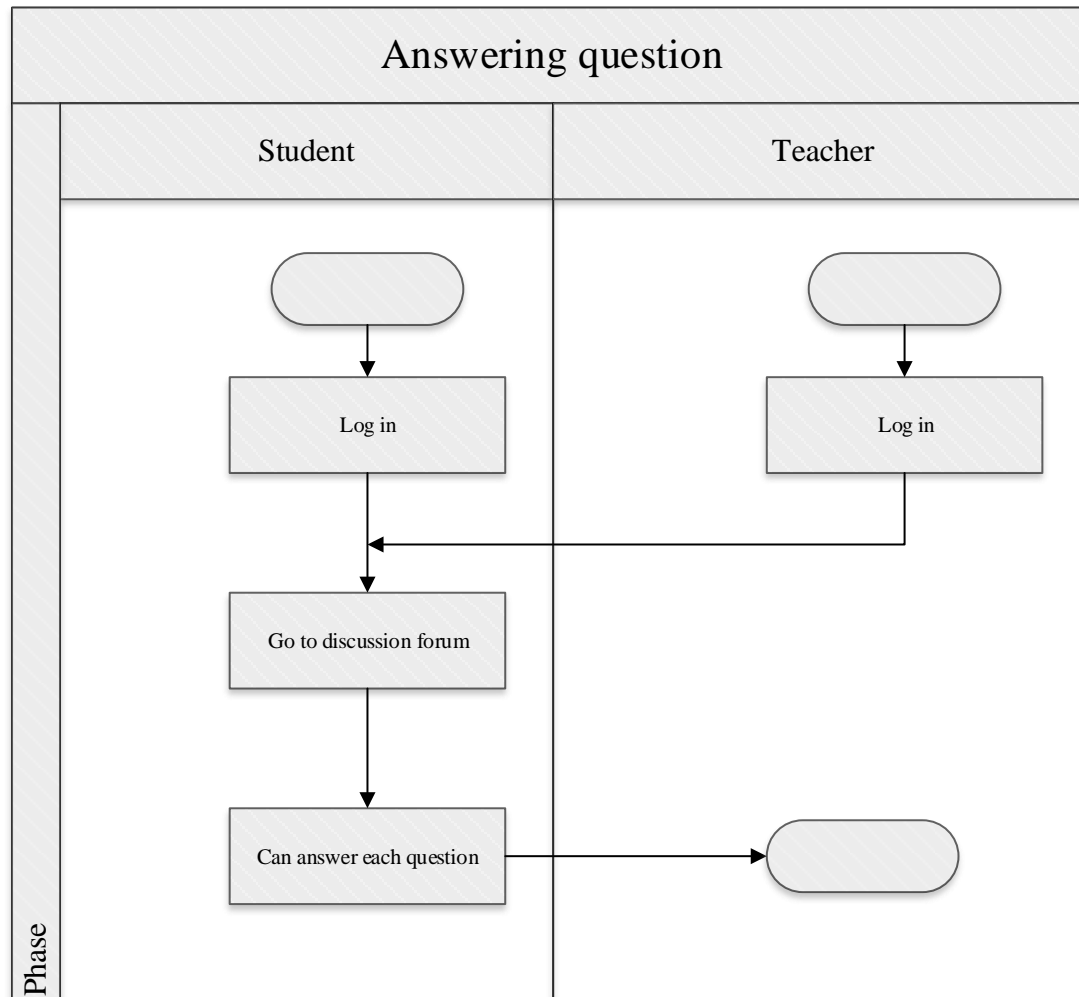 Answering question
Student
Teacher
Log in
Log in
Go to discussion forum
Can answer each question
Phase